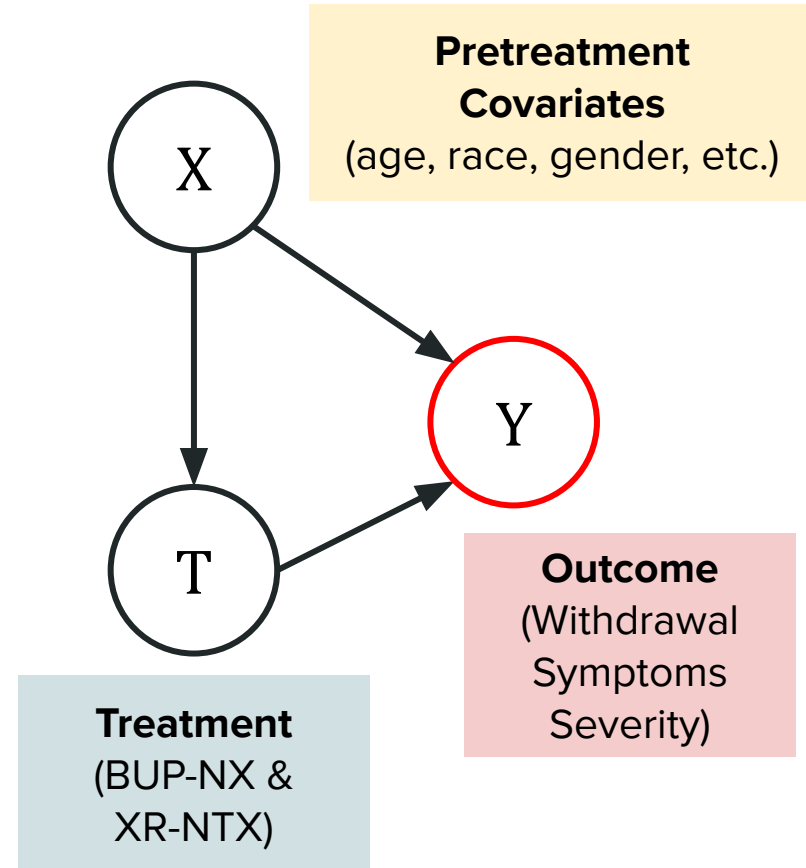 Pretreatment
Covariates
(age, race, gender, etc.)
X
Y
T
Outcome
(Withdrawal
Symptoms
Severity)
Treatment
(BUP-NX &
XR-NTX)